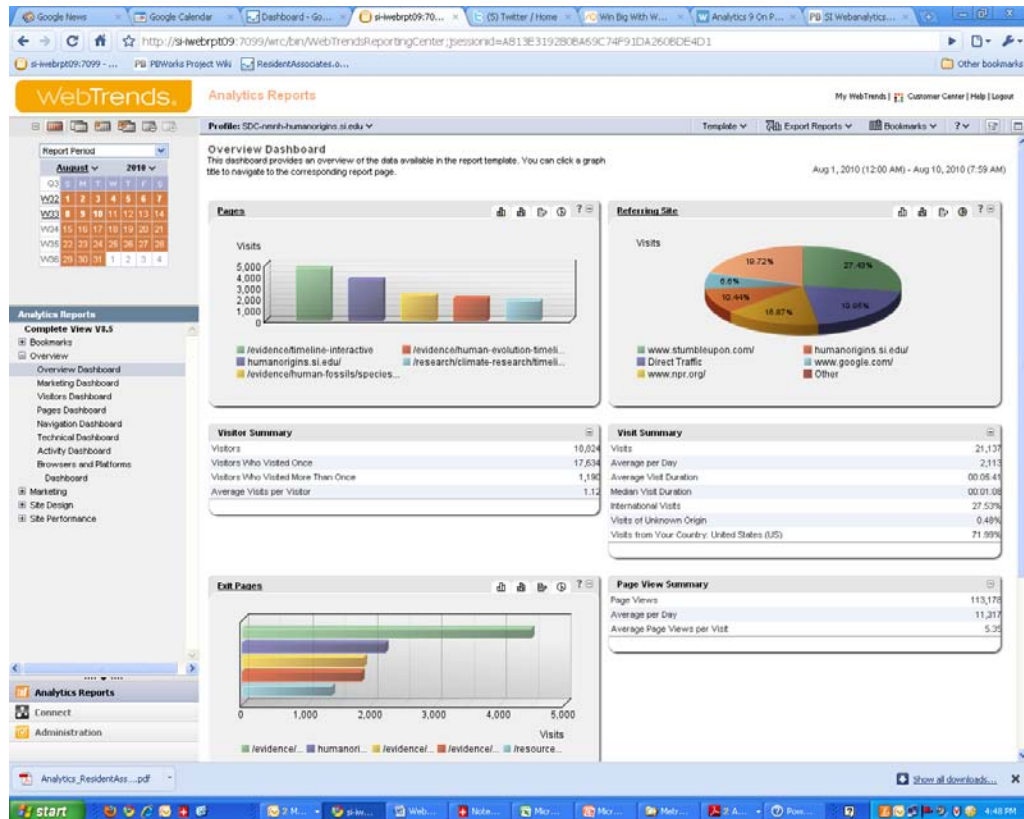 Google News
Google Calendar
Dashboard - Go...
si-iwebrpt09:70...
(5) Twitter / Home
Win Big With W...
Analytics 9 On P...
PB SI Webanalytics...
http://si-iwebrpt09:7099/wrc/bin/WebTrendsReportingCenter;jsessionid=A813E3192808A69C74F91DA260BDE4D1
si-iwebrpt09:7099 - ...
PB PBWorks Project Wiki
ResidentAssociates.o...
Other bookmarks
WebTrends.
Analytics Reports
My WebTrends | Customer Center | Help | Logout
Profile: SDC-nmnh-humanorigins.si.edu
Template
Export Reports
Bookmarks
?
Report Period
August 2010
Q3 S M T W T F S
W32 1 2 3 4 5 6 7
W33 8 9 10 11 12 13 14
W34 15 16 17 18 19 20 21
W35 22 23 24 25 26 27 28
W36 29 30 31 1 2 3 4
Analytics Reports
Complete View V8.5
Bookmarks
Overview
Overview Dashboard
Marketing Dashboard
Visitors Dashboard
Pages Dashboard
Navigation Dashboard
Technical Dashboard
Activity Dashboard
Browsers and Platforms
Dashboard
Marketing
Site Design
Site Performance
Analytics Reports
Connect
Administration
Overview Dashboard
This dashboard provides an overview of the data available in the report template. You can click a graph
title to navigate to the corresponding report page.
Aug 1, 2010 (12:00 AM) - Aug 10, 2010 (7:59 AM)
Pages
?
Visits
5,000
4,000
3,000
2,000
1,000
0
/evidence/timeline-interactive
/evidence/human-evolution-timeli...
humanorigins.si.edu/
/research/climate-research/timeli...
/evidence/human-fossils/species...
Referring Site
?
Visits
19.72%
27.43%
6.6%
10.44%
16.87%
www.stumbleupon.com/
humanorigins.si.edu/
Direct Traffic
www.google.com/
www.npr.org/
Other
Visitor Summary
Visitors 18,824
Visitors Who Visited Once 17,634
Visitors Who Visited More Than Once 1,190
Average Visits per Visitor 1.12
Visit Summary
Visits 21,137
Average per Day 2,113
Average Visit Duration 00:05:41
Median Visit Duration 00:01:08
International Visits 27.53%
Visits of Unknown Origin 0.48%
Visits from Your Country: United States (US) 71.99%
Exit Pages
?
0 1,000 2,000 3,000 4,000 5,000
Visits
/evidence/... humanori... /evidence/... /evidence/... /resource...
Page View Summary
Page Views 113,178
Average per Day 11,317
Average Page Views per Visit 5.35
Analytics_ResidentAss....pdf
Show all downloads...
start
2 M...
si-iw...
Web...
Note...
Micr...
Micr...
Metr...
2 A...
Pow...
4:48 PM